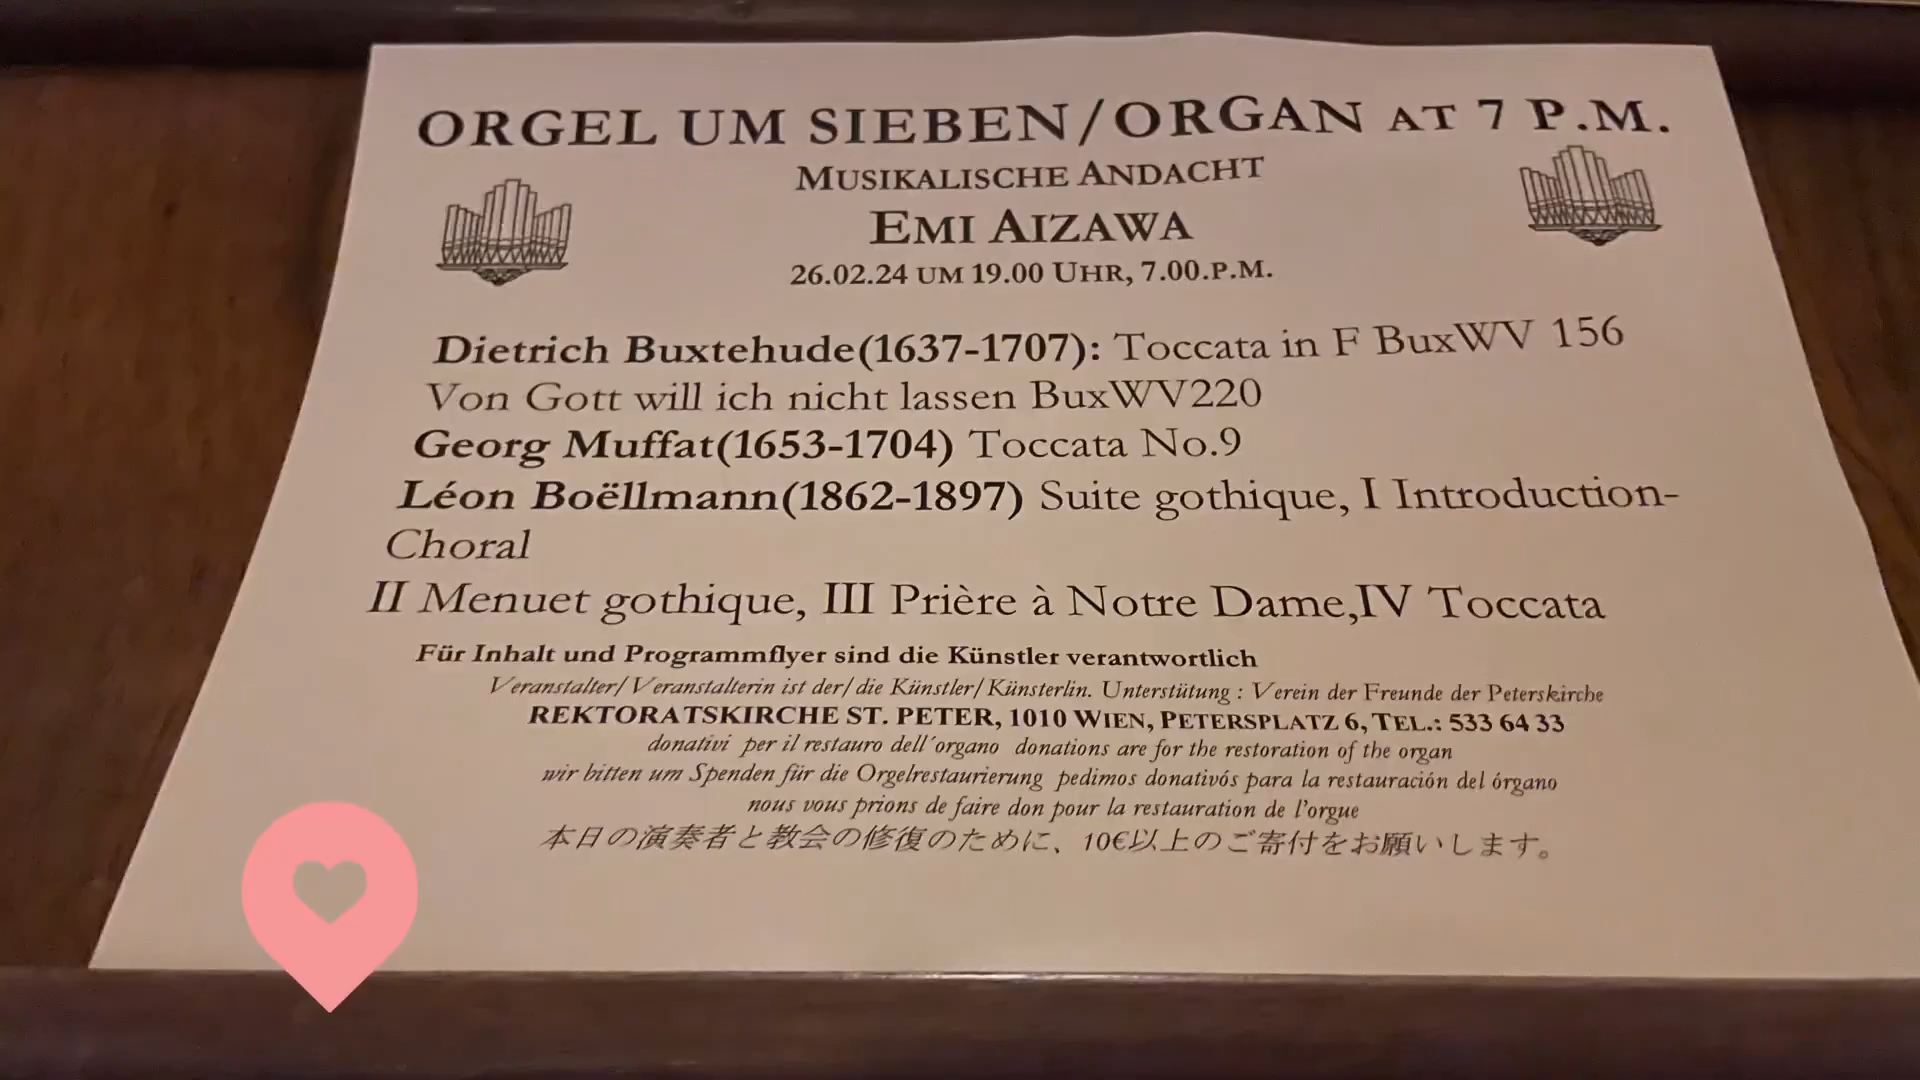 ORGEL UM SIEBEN/ORGAN AT 7 P.M.
MUSIKALISCHE ANDACHT
EMI AIZAWA
26.02.24 UM 19.00 UHR, 7.00.P.M.
Dietrich Buxtehude(1637-1707): Toccata in F BuxWV 156
Von Gott will ich nicht lassen BuxWV220
Georg Muffat(1653-1704) Toccata No.9
Léon Boëllmann(1862-1897) Suite gothique, I Introduction-
Choral
II Menuet gothique, III Prière à Notre Dame,IV Toccata
Für Inhalt und Programmflyer sind die Künstler verantwortlich
Veranstalter/Veranstalterin ist der/die Künstler/Künsterlin. Unterstütung : Verein der Freunde der Peterskirche
REKTORATSKIRCHE ST. PETER, 1010 WIEN, PETERSPLATZ 6, TEL.: 533 64 33
donativi per il restauro dell´organo donations are for the restoration of the organ
wir bitten um Spenden für die Orgelrestaurierung pedimos donativós para la restauración del órgano
nous vous prions de faire don pour la restauration de l'orgue
本日の演奏者と教会の修復のために、10€以上のご寄付をお願いします。